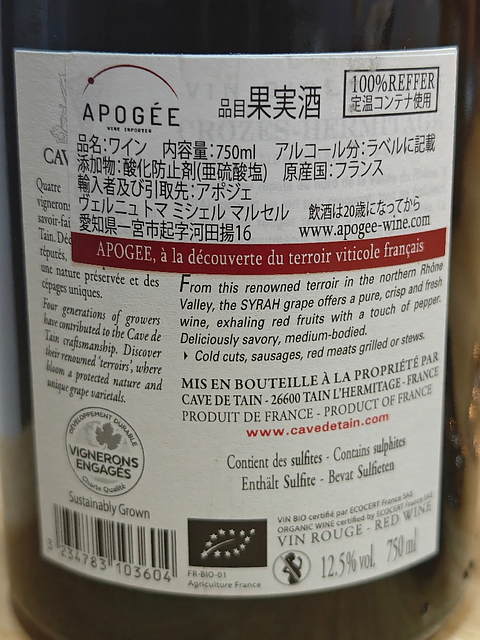 APOGÉE
WINE IMPORTER
品目果実酒
100%REFFER
定温コンテナ使用
品名:ワイン 内容量:750ml アルコール分:ラベルに記載
添加物:酸化防止剤(亜硫酸塩) 原産国:フランス
輸入者及び引取先:アポジェ
ヴェルニュトマ ミシェル マルセル 飲酒は20歳になってから
愛知県一宮市起字河田揚16 www.apogee-wine.com
APOGEE, à la découverte du terroir viticole français
CAV
Quatre
vignerons
savoir-fai
Tain. Déc
réputés,
une nature préservée et des
cépages uniques.
Four generations of growers
have contributed to the Cave de
Tain craftsmanship. Discover
their renowned 'terroirs', where
bloom a protected nature and
unique grape varietals.
From this renowned terroir in the northern Rhône
Valley, the SYRAH grape offers a pure, crisp and fresh
wine, exhaling red fruits with a touch of pepper.
Deliciously savory, medium-bodied.
Cold cuts, sausages, red meats grilled or stews.
MIS EN BOUTEILLE À LA PROPRIÉTÉ PAR
CAVE DE TAIN - 26600 TAIN L'HERMITAGE - FRANCE
PRODUIT DE FRANCE - PRODUCT OF FRANCE
www.cavedetain.com
Contient des sulfites - Contains sulphites
Enthält Sulfite - Bevat Sulfieten
DÉVELOPPEMENT DURABLE
VIGNERONS
ENGAGÉS
Charte Qualité
Sustainably Grown
3 234783 103604
FR-BIO-01
Agriculture France
VIN BIO certifié par ECOCERT France SAS
ORGANIC WINE certified by ECOCERT France SAS
VIN ROUGE - RED WINE
12.5% vol. 750 ml